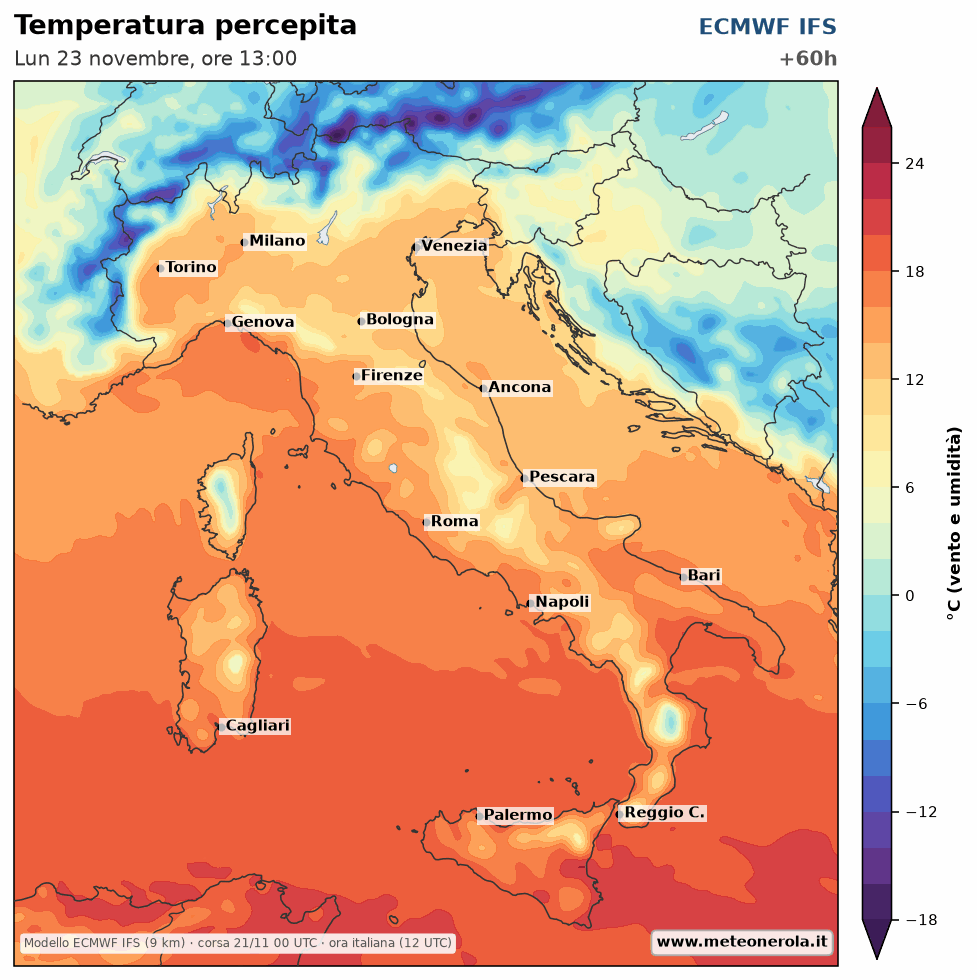 Temperatura percepita
ECMWF IFS
Lun 23 novembre, ore 13:00
+60h
Milano
Venezia
Torino
Genova
Bologna
Firenze
Ancona
Pescara
Roma
Bari
Napoli
Cagliari
Palermo
Reggio C.
24
18
12
6
0
−6
−12
−18
°C (vento e umidità)
Modello ECMWF IFS (9 km) · corsa 21/11 00 UTC · ora italiana (12 UTC)
www.meteonerola.it